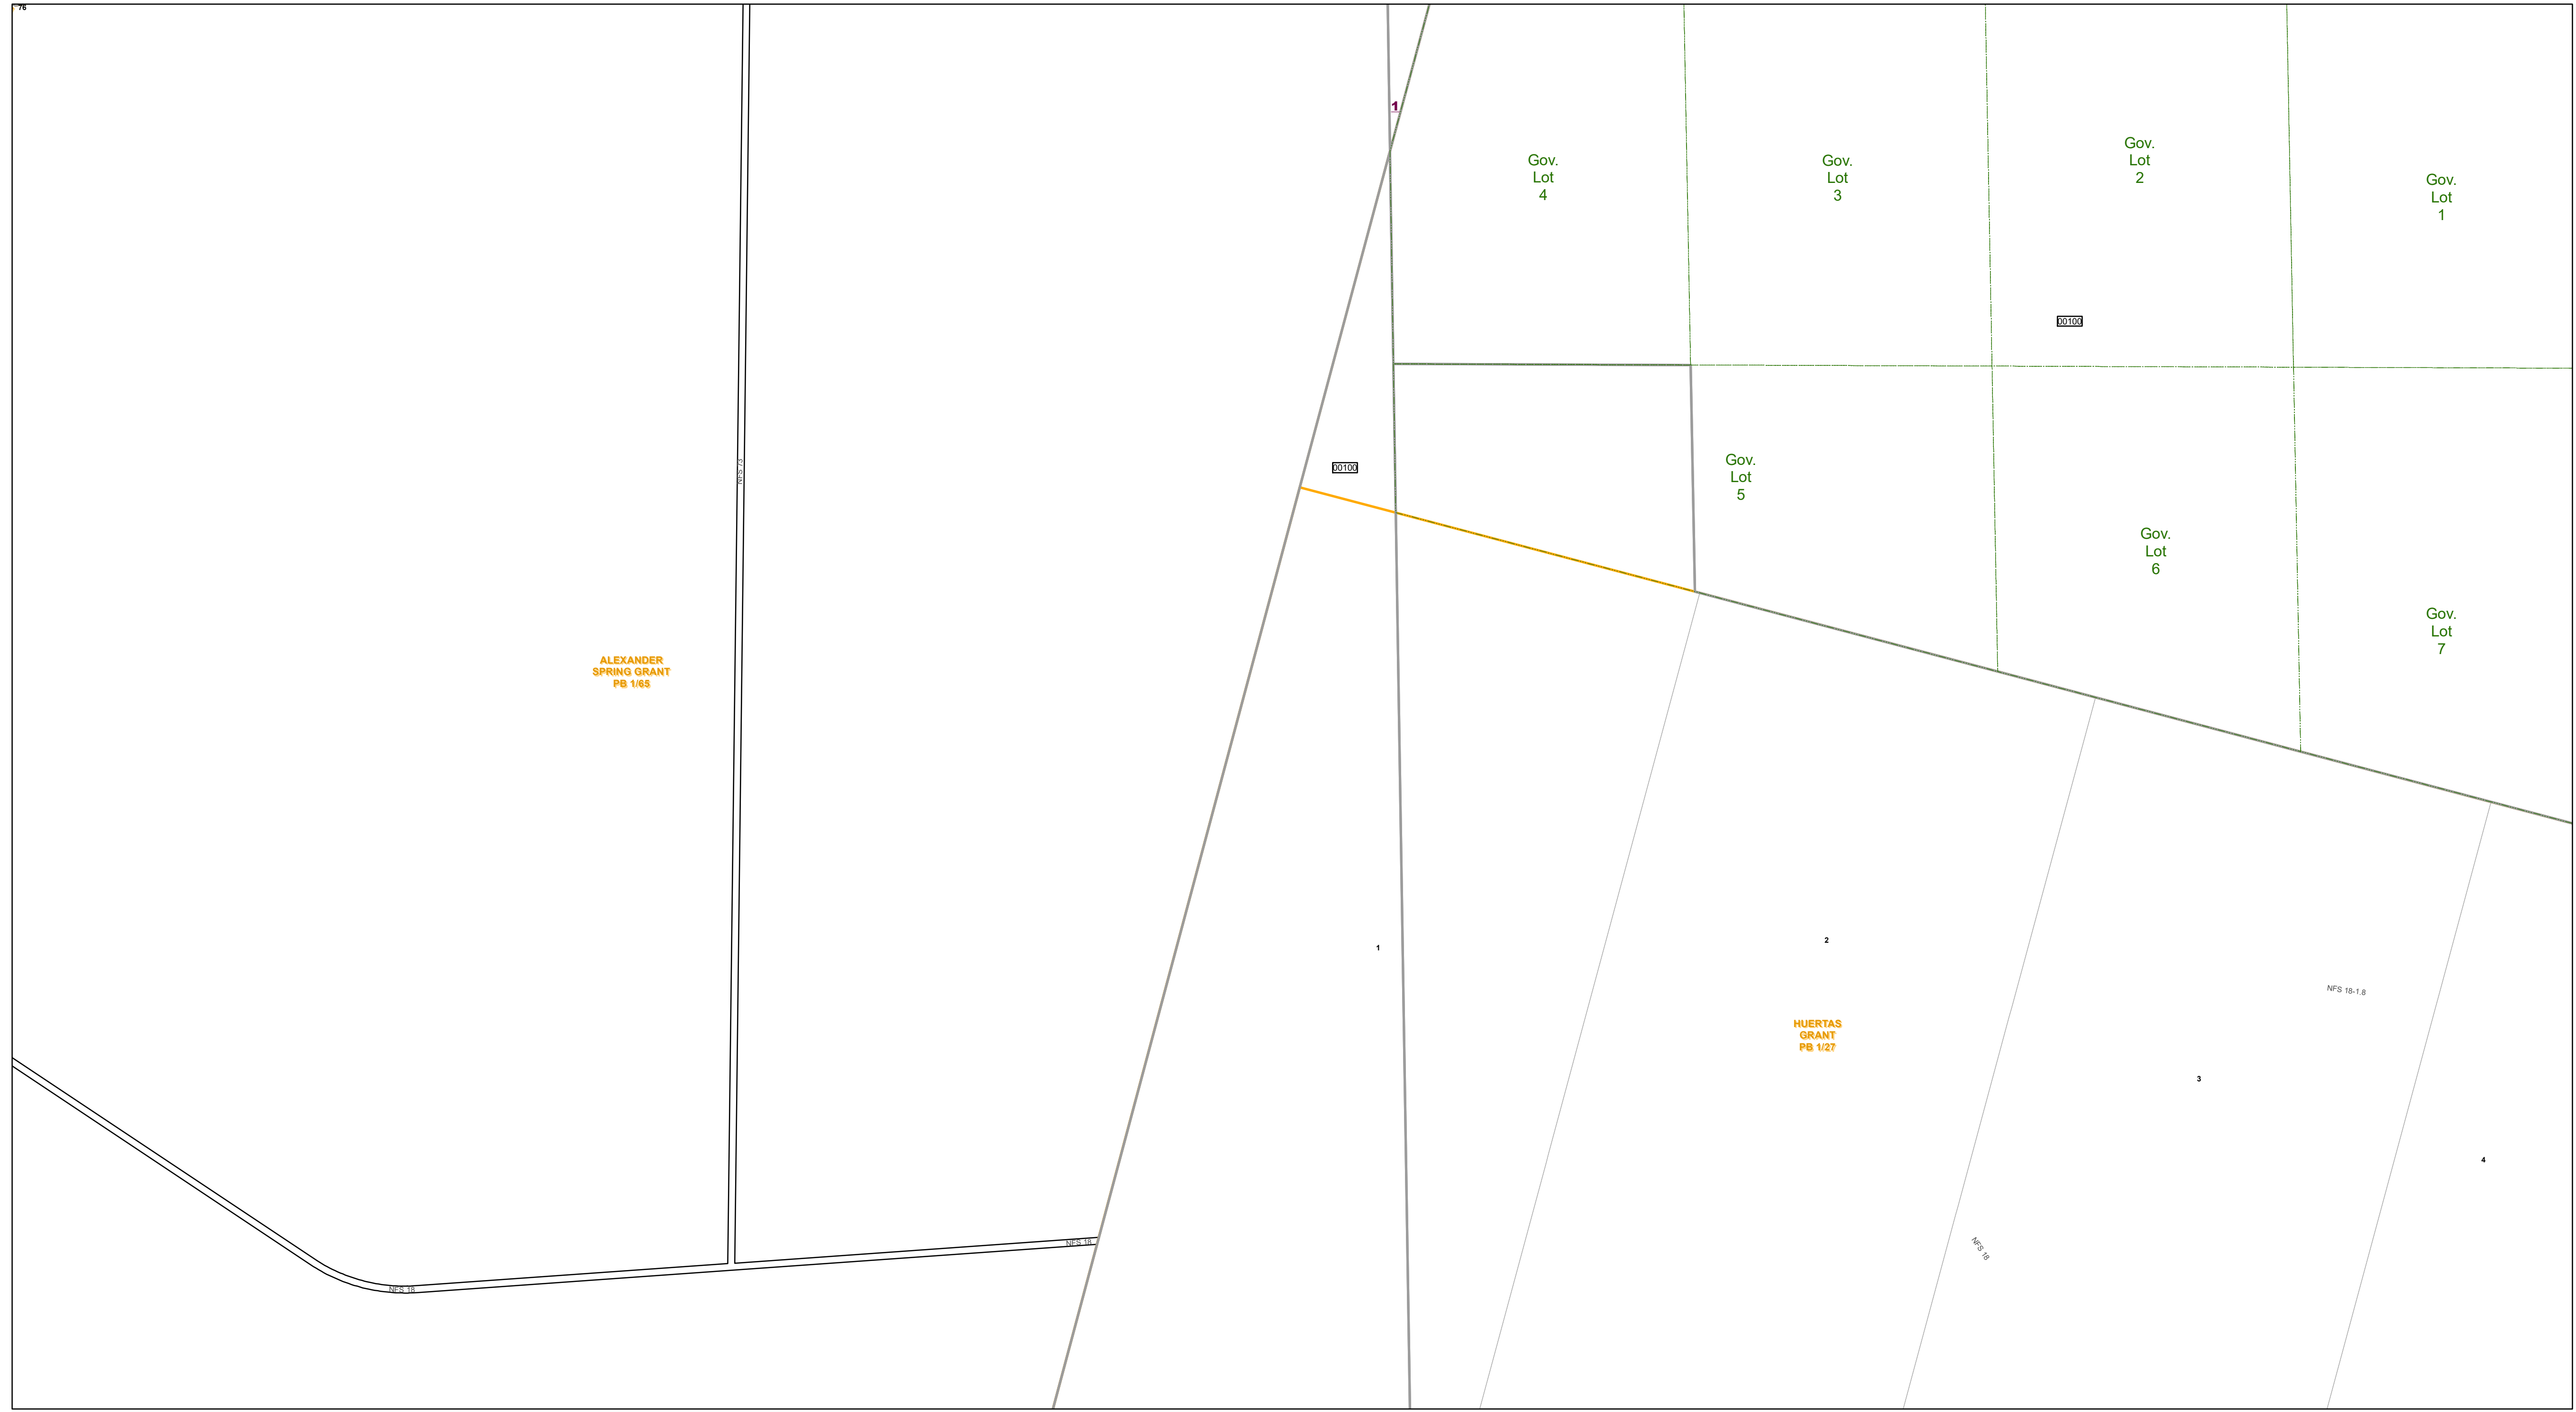 76
1
Gov.
Lot
4
Gov.
Lot
3
Gov.
Lot
2
Gov.
Lot
1
00100
00100
NFS 73
Gov.
Lot
5
Gov.
Lot
6
Gov.
Lot
7
ALEXANDER
SPRING GRANT
PB 1/65
1
2
NFS 18-1.8
HUERTAS
GRANT
PB 1/27
3
4
NFS 18
NFS 18
NFS 18